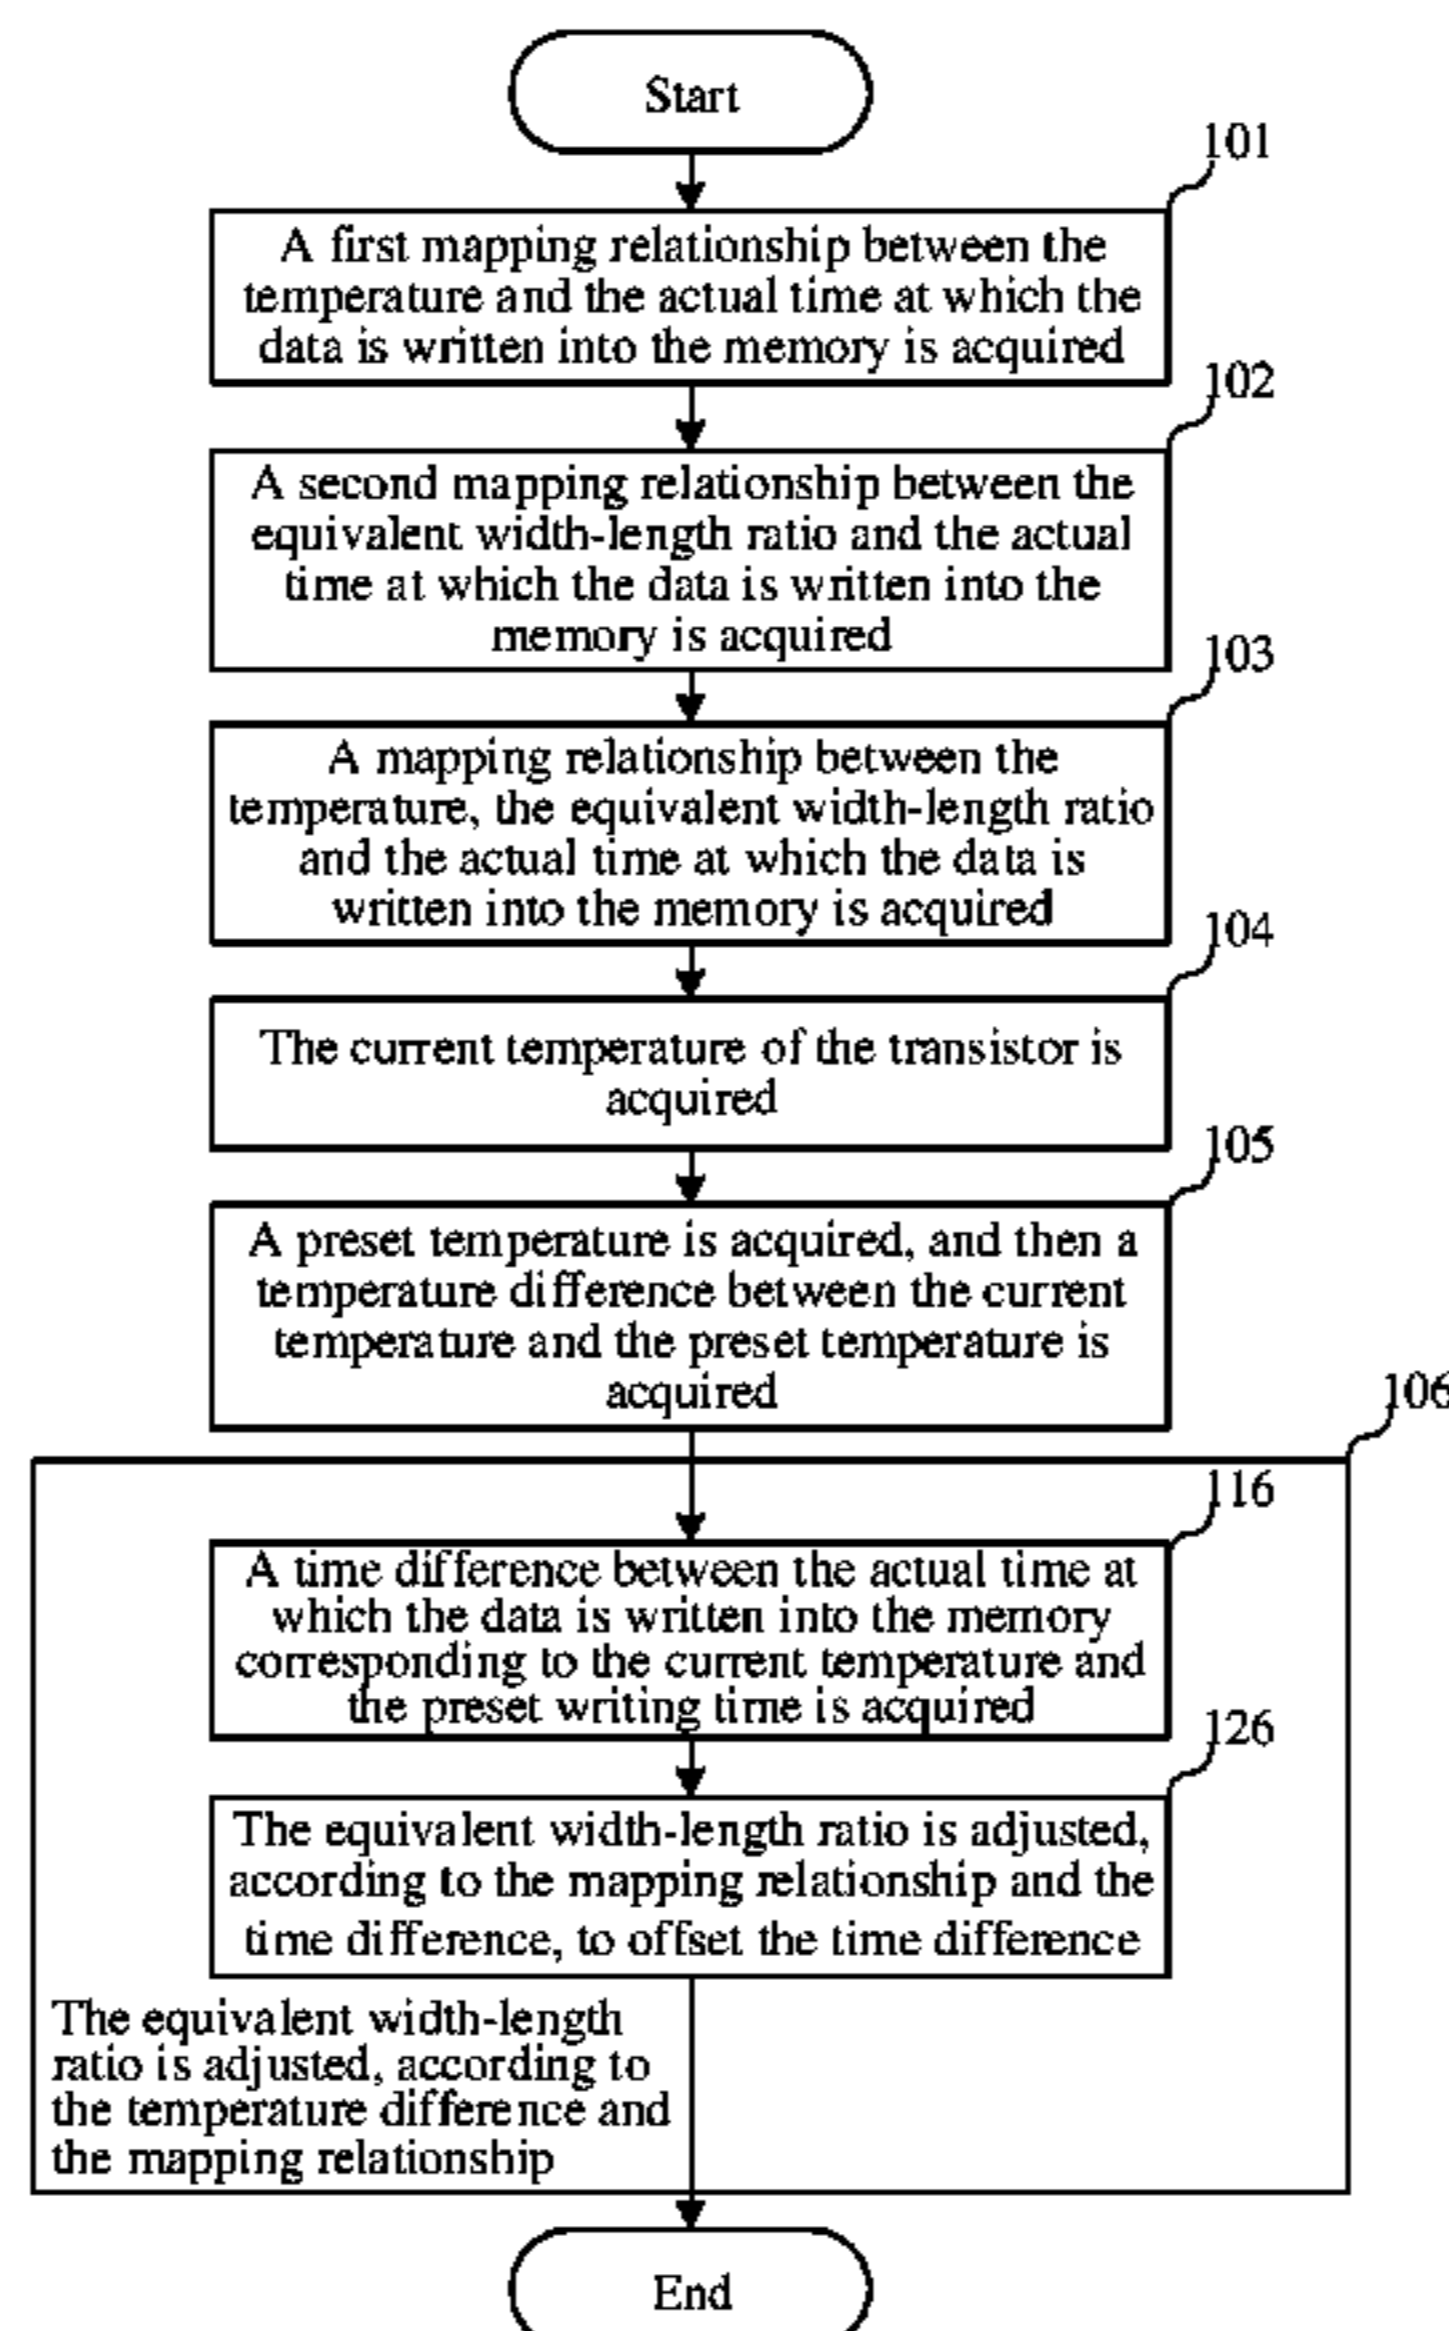 Start
101
A first mapping relationship between the
temperature and the actual time at which the
data is written into the memory is acquired
102
A second mapping relationship between the
equivalent width-length ratio and the actual
time at which the data is written into the
memory is acquired
103
A mapping relationship between the
temperature, the equivalent width-length ratio
and the actual time at which the data is
written into the memory is acquired
104
The current temperature of the transistor is
acquired
105
A preset temperature is acquired, and then a
temperature difference between the current
temperature and the preset temperature is
acquired
106
116
A time difference between the actual time at
which the data is written into the memory
corresponding to the current temperature and
the preset writing time is acquired
126
The equivalent width-length ratio is adjusted,
according to the mapping relationship and the
time difference, to offset the time difference
The equivalent width-length
ratio is adjusted, according to
the temperature difference and
the mapping relationship
End